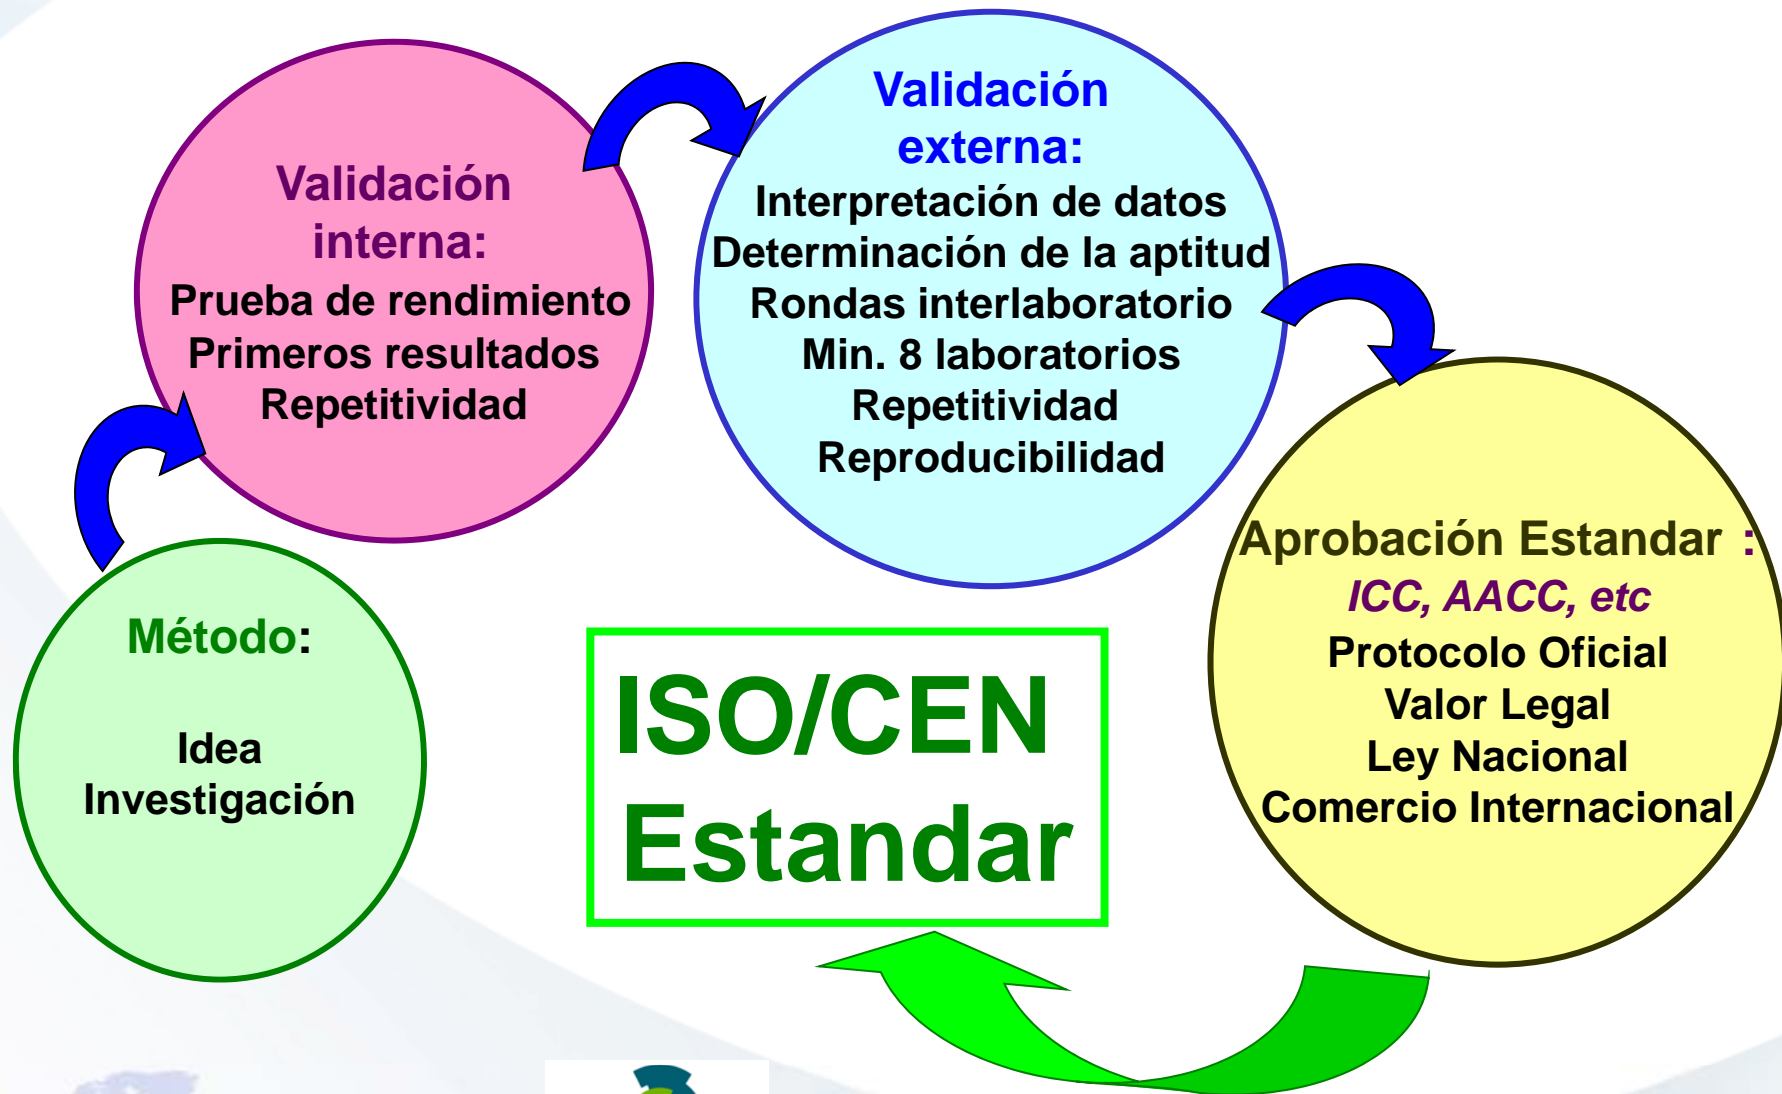 Método:
Idea
Investigación
Validación
interna:
Prueba de rendimiento
Primeros resultados
Repetitividad
Validación
externa:
Interpretación de datos
Determinación de la aptitud
Rondas interlaboratorio
Min. 8 laboratorios
Repetitividad
Reproducibilidad
Aprobación Estandar :
ICC, AACC, etc
Protocolo Oficial
Valor Legal
Ley Nacional
Comercio Internacional
ISO/CEN
Estandar